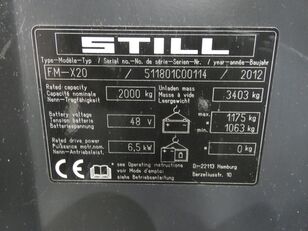 STILL
Type-Modèle-Typ / Serial no.-No. de série-Serien-Nr. / year-année-Baujahr
FM-X20 / 511801C00114 / 2012
Rated capacity
Capacité nominale
Nenn-Tragfähigkeit
2000 kg
Unladen mass
Masse à vide
Leergewicht
3403 kg
Battery voltage
Tension batterie
Batteriespannung
48 V
max 1175 kg
min 1063 kg
Rated drive power
Puissance mot. nom.
Nenn-Antriebsleist.
6,5 kW
* 0 kg
CE
* see Operating instructions
voir Mode d'emploi
siehe Betriebsanleitung
D-22113 Hamburg
Berzeliusstr. 10